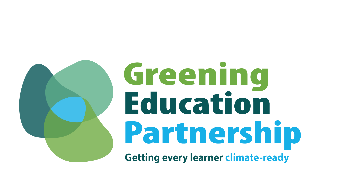 Greening
Education
Partnership
Getting every learner climate-ready